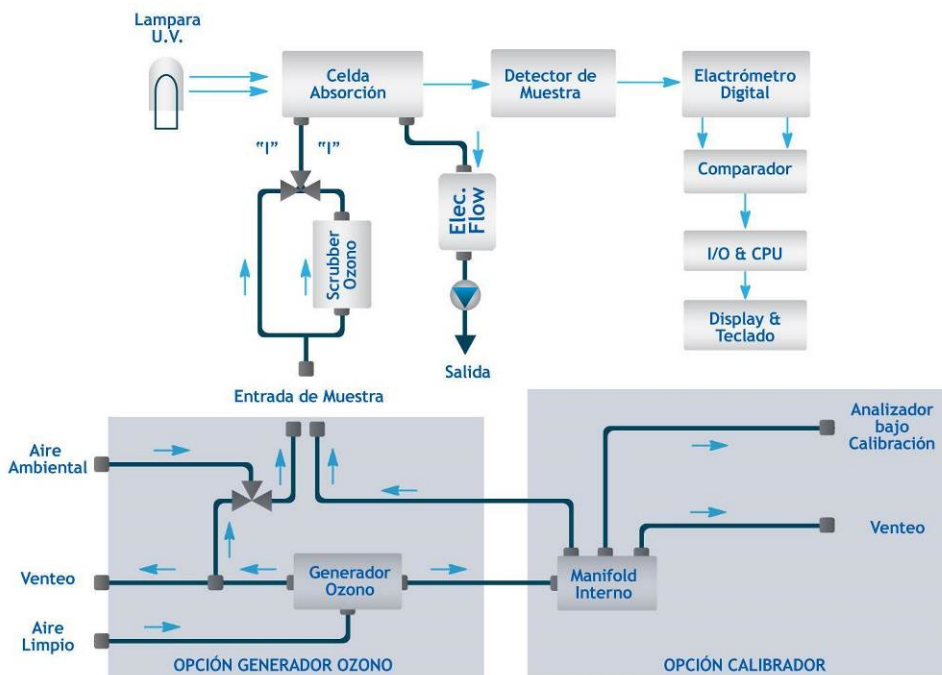 Lampara
U.V.
Celda
Absorción
Detector de
Muestra
Elactrómetro
Digital
"I"
"I"
Comparador
Elec.
Flow
Scrubber
Ozono
I/O & CPU
Display &
Teclado
Salida
Entrada de Muestra
Aire
Ambiental
Analizador
bajo
Calibración
Venteo
Venteo
Generador
Ozono
Manifold
Interno
Aire
Limpio
OPCIÓN GENERADOR OZONO
OPCIÓN CALIBRADOR